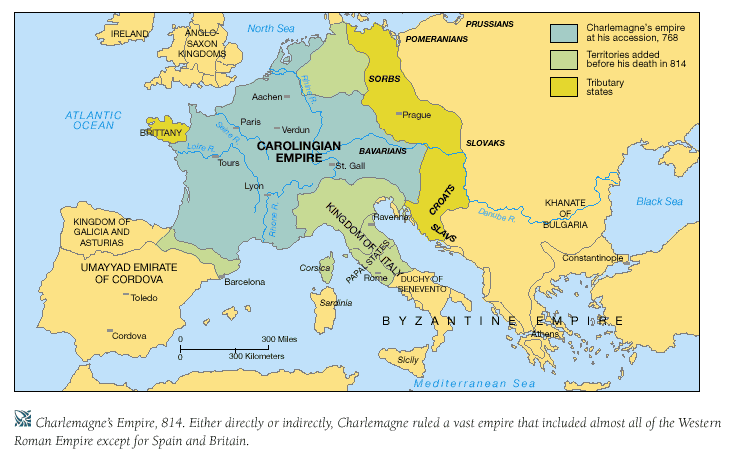 North Sea
PRUSSIANS
POMERANIANS
IRELAND
ANGLO-
SAXON
KINGDOMS
Charlemagne's empire
at his accession, 768
Territories added
before his death in 814
Tributary
states
SORBS
Rhine R.
Aachen
ATLANTIC
OCEAN
Prague
Paris
Seine R.
Verdun
BRITTANY
CAROLINGIAN
EMPIRE
BAVARIANS
SLOVAKS
Loire R.
Tours
St. Gall
Lyon
CROATS
SLAVS
Rhone R.
KHANATE
OF
BULGARIA
Black Sea
Danube R.
KINGDOM OF
GALICIA AND
ASTURIAS
Ravenna
KINGDOM OF ITALY
PAPAL STATES
Constantinople
UMAYYAD EMIRATE
OF CORDOVA
Corsica
Rome
Barcelona
DUCHY OF
BENEVENTO
Toledo
Sardinia
BYZANTINE EMPIRE
Athens
Cordova
0 300 Miles
0 300 Kilometers
Sicily
Mediterranean Sea
Charlemagne's Empire, 814. Either directly or indirectly, Charlemagne ruled a vast empire that included almost all of the Western
Roman Empire except for Spain and Britain.